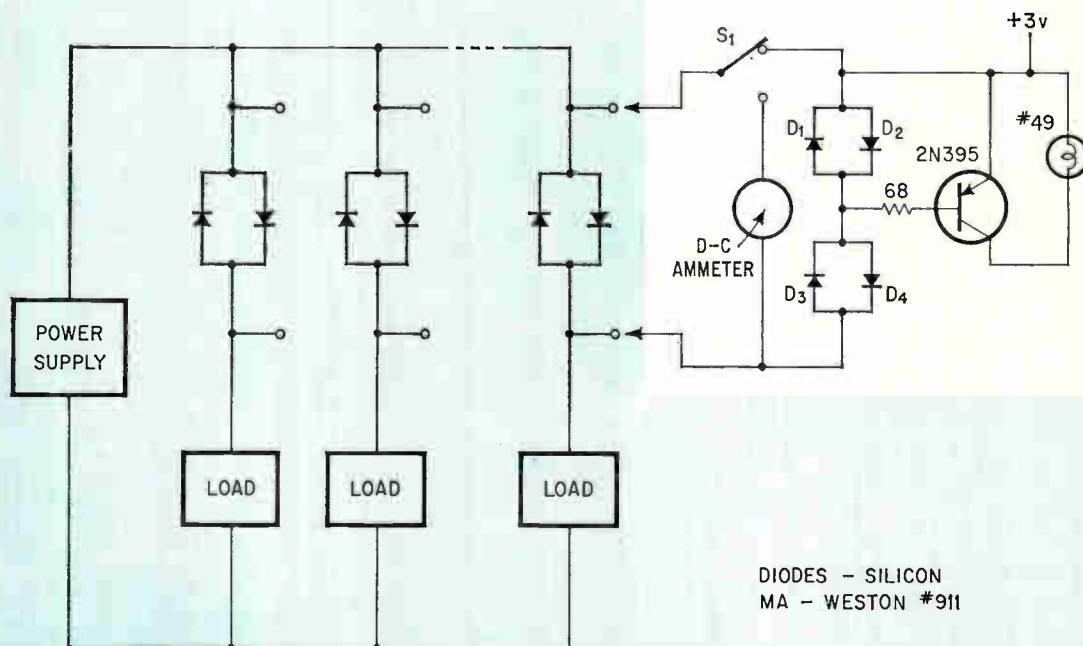 POWER
SUPPLY
LOAD
LOAD
LOAD
S1
D-C
AMMETER
D1
D2
D3
D4
68
2N395
+3v
#49
DIODES – SILICON
MA – WESTON #911